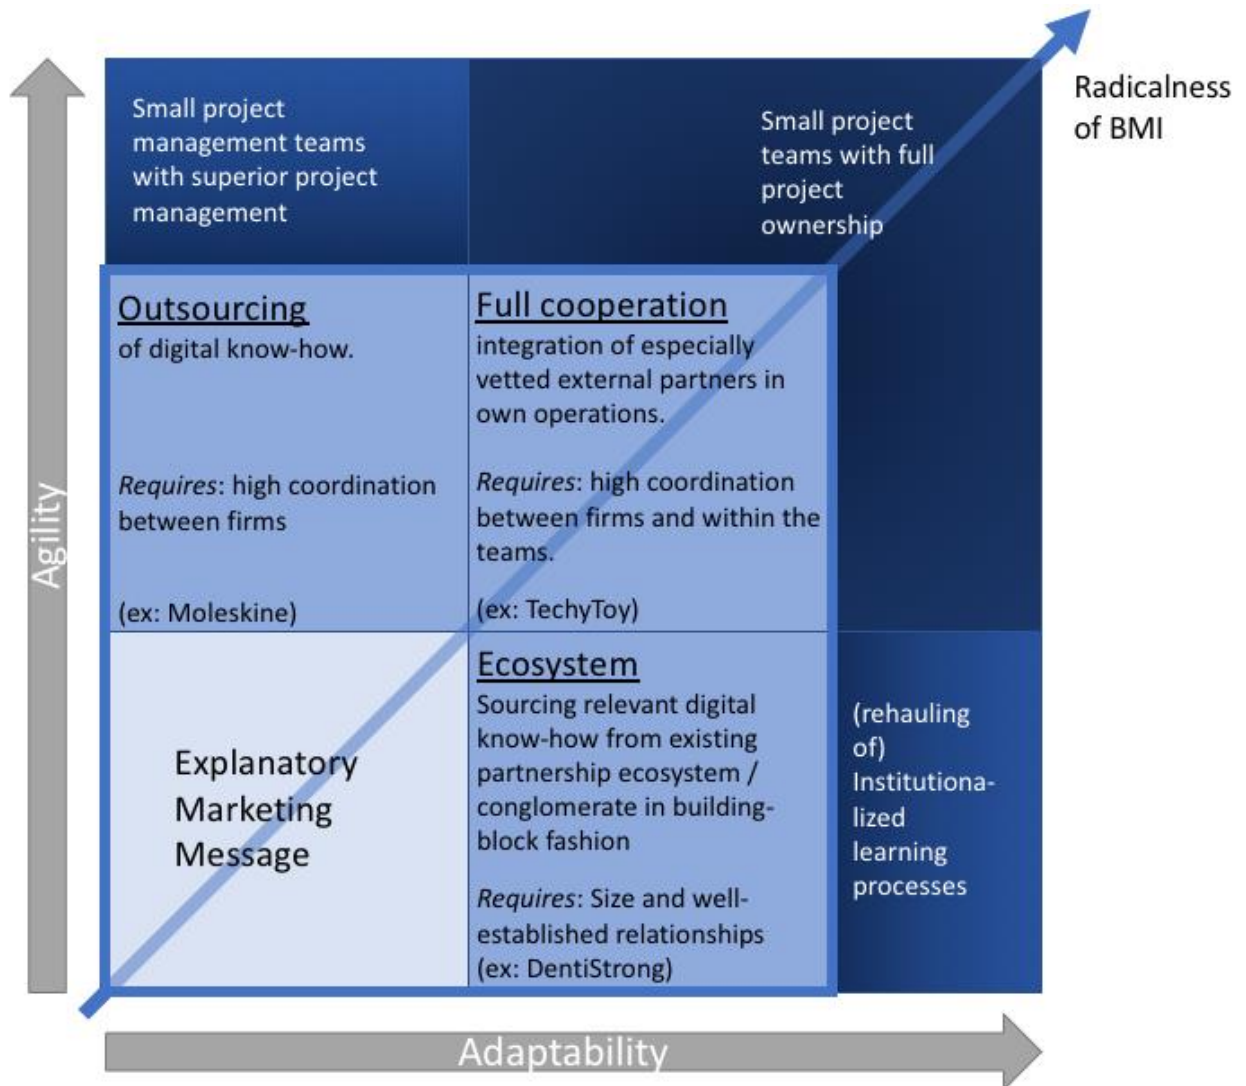 Small project
management teams
with superior project
management
Small project
teams with full
project
ownership
Radicalness
of BMI
Outsourcing
of digital know-how.
Requires: high coordination
between firms
(ex: Moleskine)
Full cooperation
integration of especially
vetted external partners in
own operations.
Requires: high coordination
between firms and within the
teams.
(ex: TechyToy)
Agility
Explanatory
Marketing
Message
Ecosystem
Sourcing relevant digital
know-how from existing
partnership ecosystem /
conglomerate in building-
block fashion
Requires: Size and well-
established relationships
(ex: DentiStrong)
(rehauling
of)
Institutiona-
lized
learning
processes
Adaptability